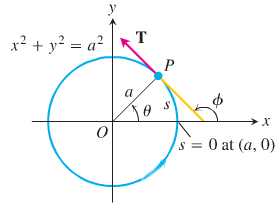 y
x² + y² = a²
T
P
a
s
ϕ
θ
x
O
s = 0 at (a, 0)